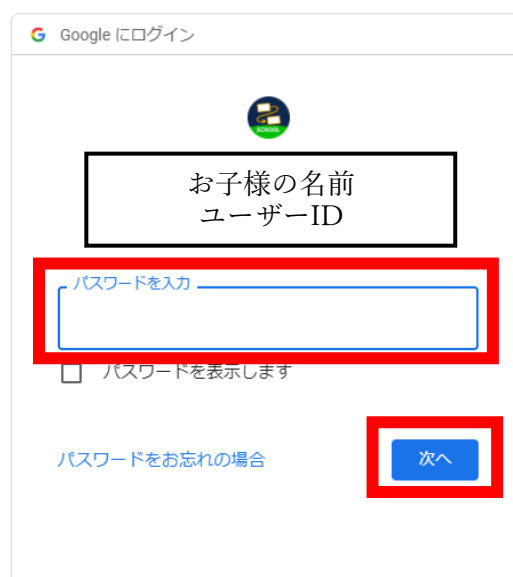 G Google にログイン
SCHOOL
お子様の名前
ユーザーID
パスワードを入力
パスワードを表示します
パスワードをお忘れの場合
次へ